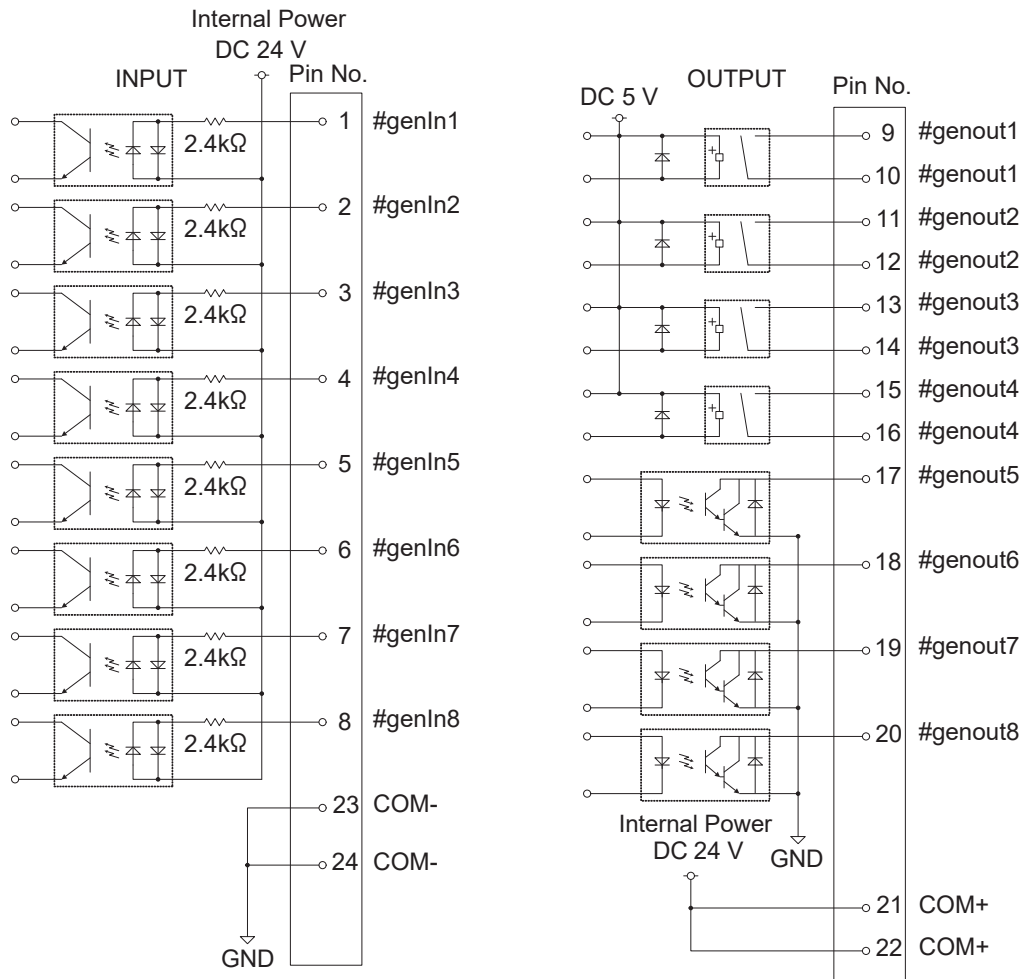 Internal Power
DC 24 V
INPUT
Pin No.
1 #genIn1
2.4kΩ
2 #genIn2
2.4kΩ
3 #genIn3
2.4kΩ
4 #genIn4
2.4kΩ
5 #genIn5
2.4kΩ
6 #genIn6
2.4kΩ
7 #genIn7
2.4kΩ
8 #genIn8
2.4kΩ
23 COM-
24 COM-
GND
OUTPUT
Pin No.
DC 5 V
9 #genout1
+
10 #genout1
11 #genout2
+
12 #genout2
13 #genout3
+
14 #genout3
15 #genout4
+
16 #genout4
17 #genout5
18 #genout6
19 #genout7
20 #genout8
Internal Power
DC 24 V
GND
21 COM+
22 COM+